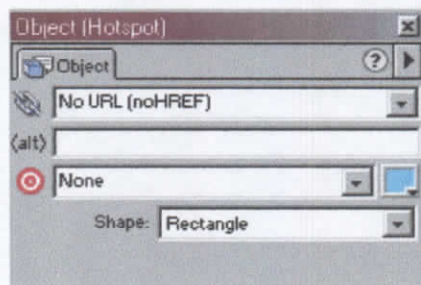 Object (Hotspot)
Object ?
No URL (noHREF)
(alt)
None
Shape: Rectangle